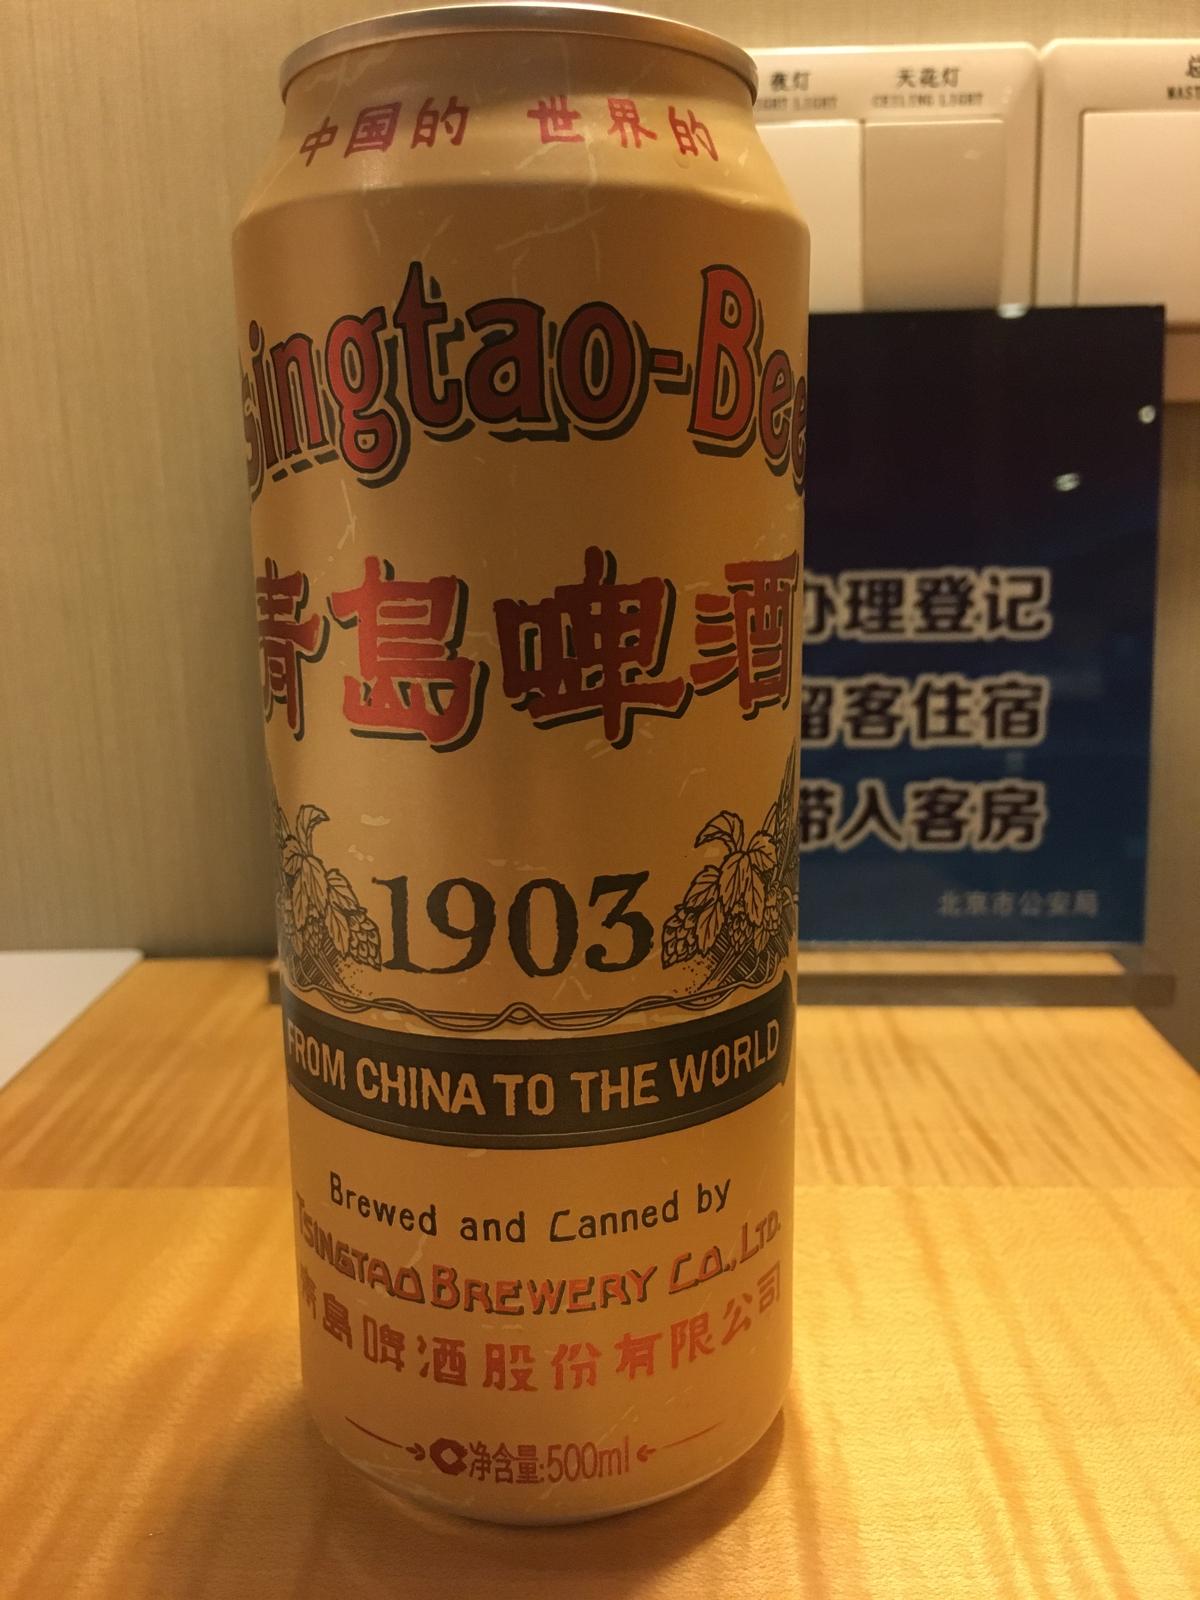 中国的 世界的
singtao-Bee
青岛啤酒
1903
FROM CHINA TO THE WORLD
Brewed and Canned by
TSINGTAO BREWERY CO., LTD.
青島啤酒股份有限公司
净含量:500ml
夜灯
天花灯
CEILING LIGHT
办理登记
留客住宿
带入客房
北京市公安局